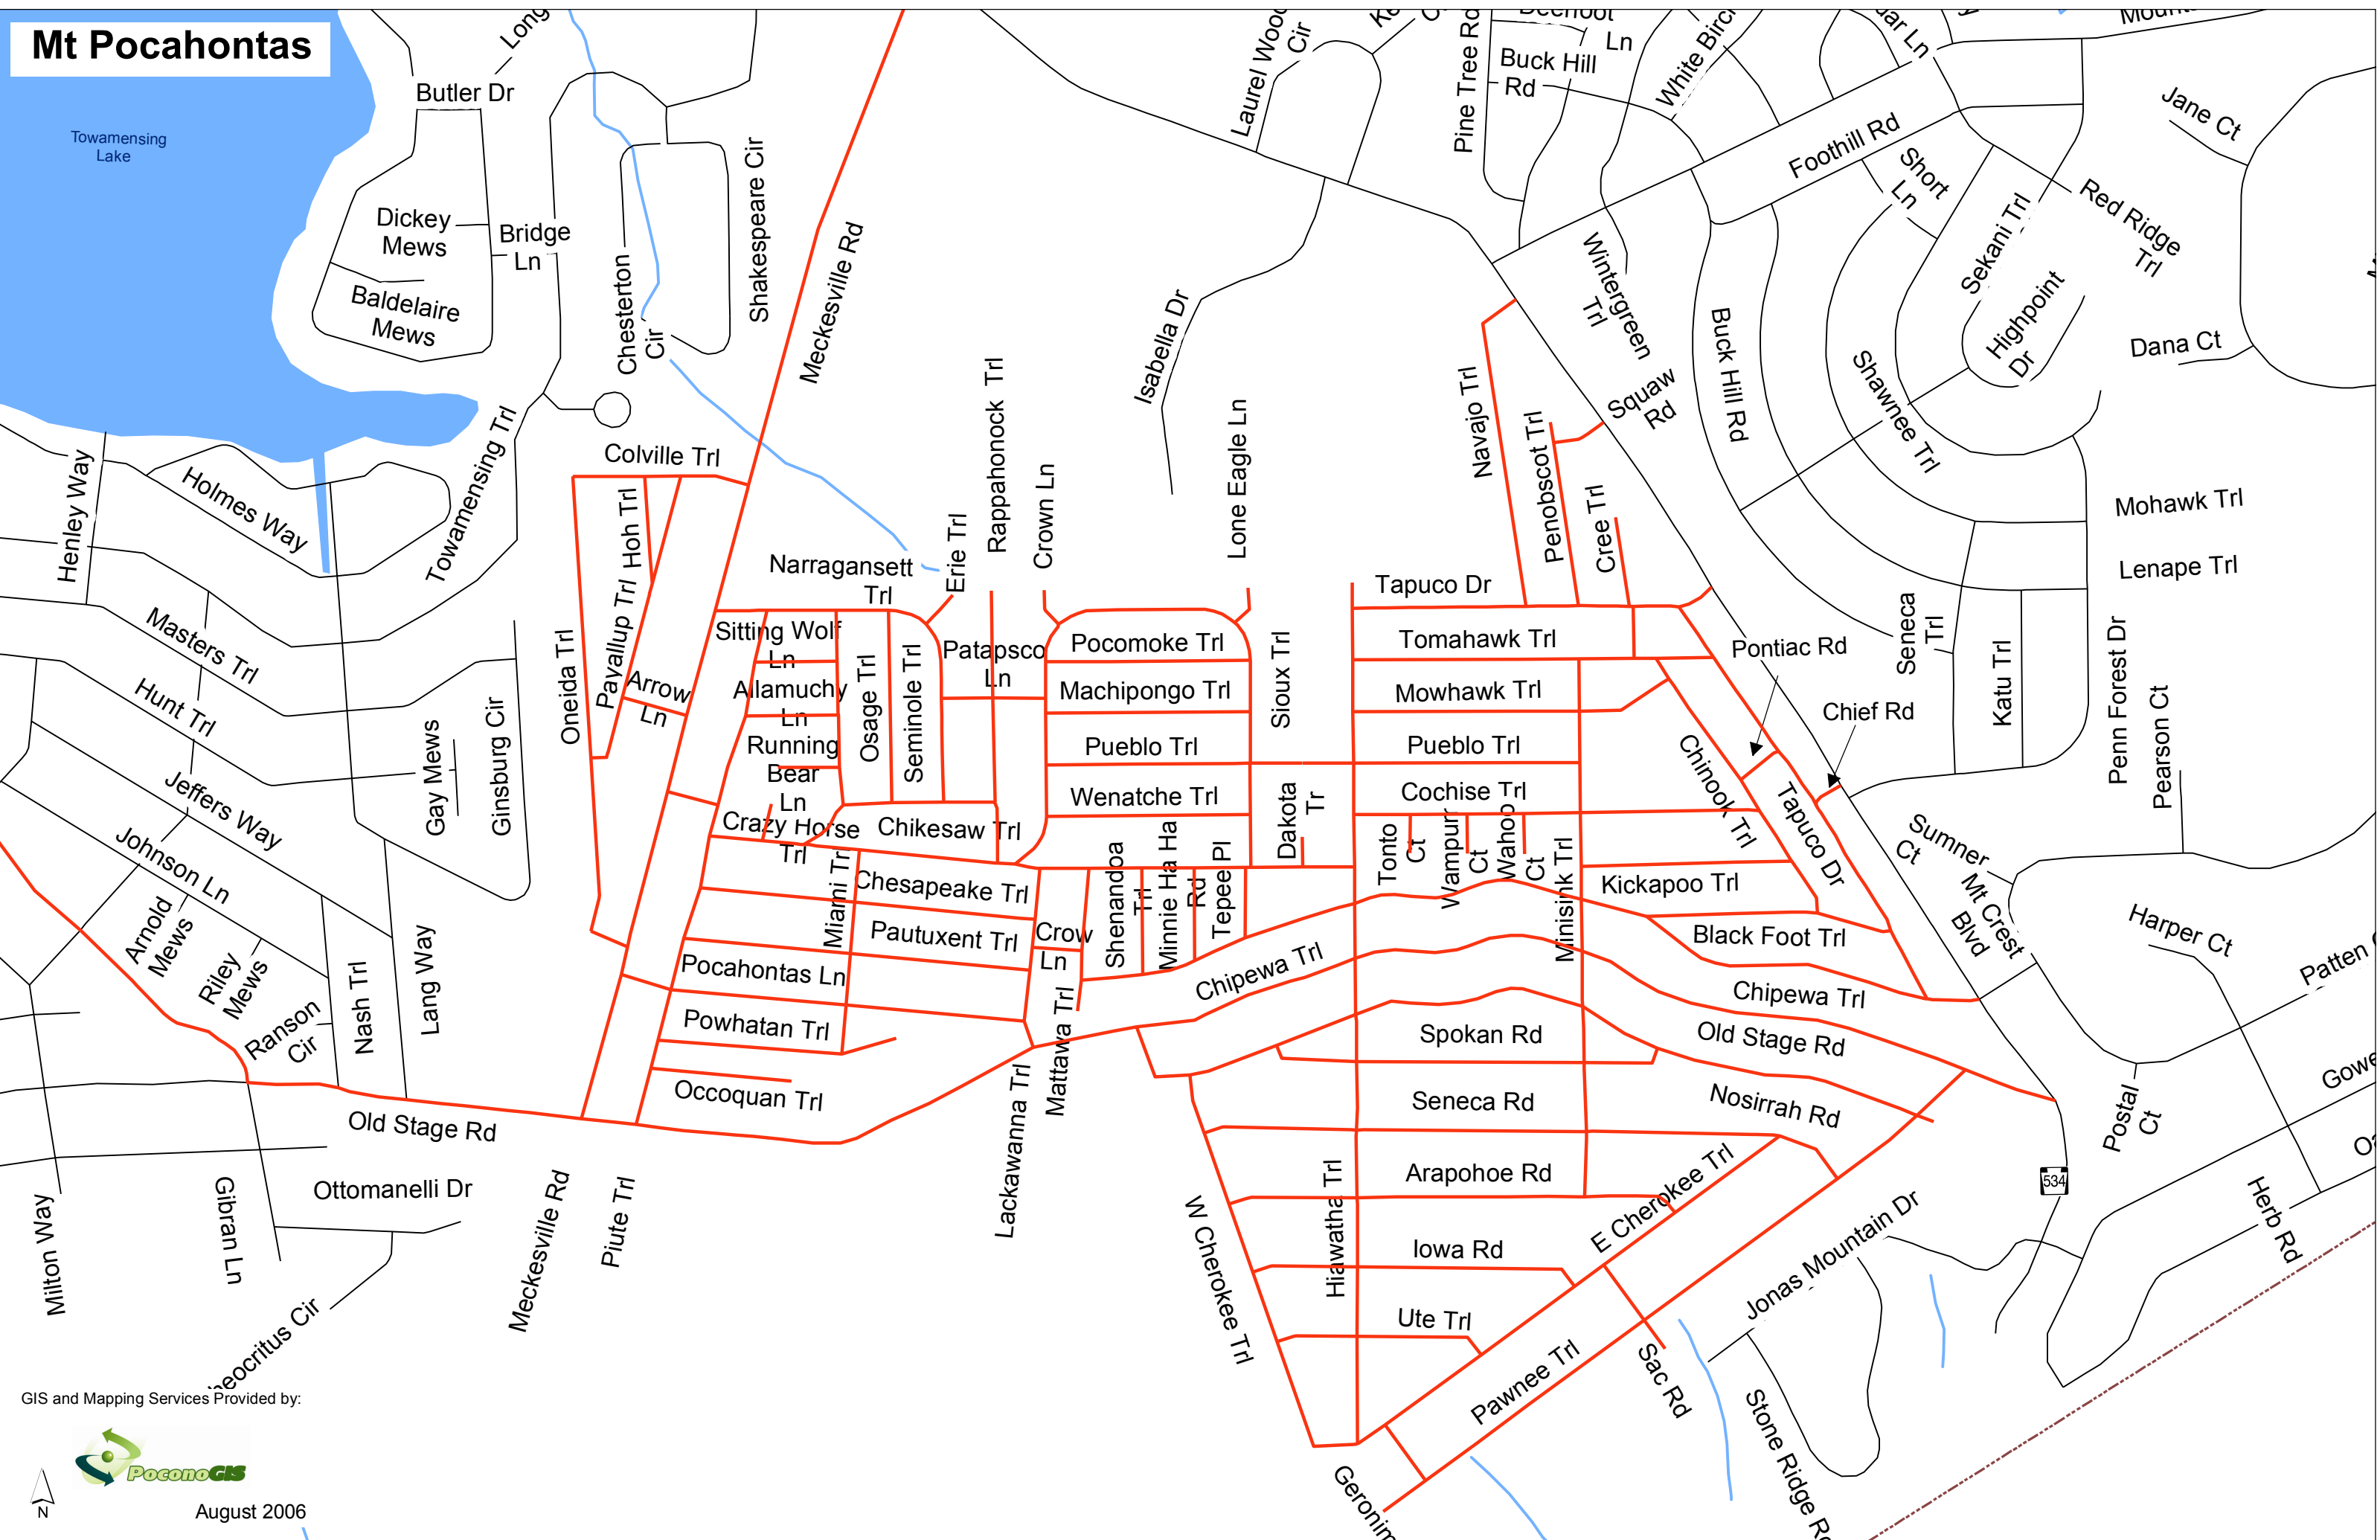 Mt Pocahontas
Towamensing
Lake
Long
Butler Dr
Dickey
Mews
Bridge
Ln
Baldelaire
Mews
Chesterton
Cir
Shakespeare Cir
Meckesville Rd
Laurel Wood
Cir
Pine Tree Rd
Deerfoot
Ln
Buck Hill
Rd
White Birch
Foothill Rd
Short
Ln
Jane Ct
Red Ridge
Trl
Sekani Trl
Highpoint
Dr
Dana Ct
Wintergreen
Trl
Buck Hill Rd
Shawnee Trl
Squaw
Rd
Isabella Dr
Navajo Trl
Penobscot Trl
Cree Trl
Mohawk Trl
Lenape Trl
Henley Way
Holmes Way
Towamensing Trl
Colville Trl
Hoh Trl
Payallup Trl
Oneida Trl
Arrow
Ln
Narragansett
Trl
Erie Trl
Rappahonock Trl
Crown Ln
Lone Eagle Ln
Tapuco Dr
Masters Trl
Hunt Trl
Jeffers Way
Johnson Ln
Gay Mews
Ginsburg Cir
Sitting Wolf
Ln
Allamuchy
Ln
Running
Bear
Ln
Osage Trl
Seminole Trl
Patapsco
Ln
Pocomoke Trl
Machipongo Trl
Pueblo Trl
Wenatche Trl
Sioux Trl
Tomahawk Trl
Mowhawk Trl
Pueblo Trl
Cochise Trl
Pontiac Rd
Chief Rd
Seneca
Trl
Katu Trl
Penn Forest Dr
Pearson Ct
Chinook Trl
Tapuco Dr
Crazy Horse
Trl
Chikesaw Trl
Dakota
Tr
Tonto
Ct
Wampum
Ct
Wahoo
Ct
Minisink Trl
Kickapoo Trl
Black Foot Trl
Miami Trl
Chesapeake Trl
Pautuxent Trl
Crow
Ln
Shenandoa
Trl
Minnie Ha Ha
Rd
Tepee Pl
Pocahontas Ln
Powhatan Trl
Occoquan Trl
Chipewa Trl
Chipewa Trl
Sumner
Ct
Mt Crest
Blvd
Harper Ct
Patten
Arnold
Mews
Riley
Mews
Ranson
Cir
Nash Trl
Lang Way
Old Stage Rd
Spokan Rd
Old Stage Rd
Seneca Rd
Nosirrah Rd
Arapohoe Rd
Iowa Rd
Ute Trl
Mattawa Trl
Lackawanna Trl
Hiawatha Trl
W Cherokee Trl
E Cherokee Trl
Pawnee Trl
Sac Rd
Jonas Mountain Dr
Stone Ridge Rd
534
Postal
Ct
Herb Rd
Milton Way
Gibran Ln
Ottomanelli Dr
Meckesville Rd
Piute Trl
GIS and Mapping Services Provided by:
PoconoGIS
N
August 2006